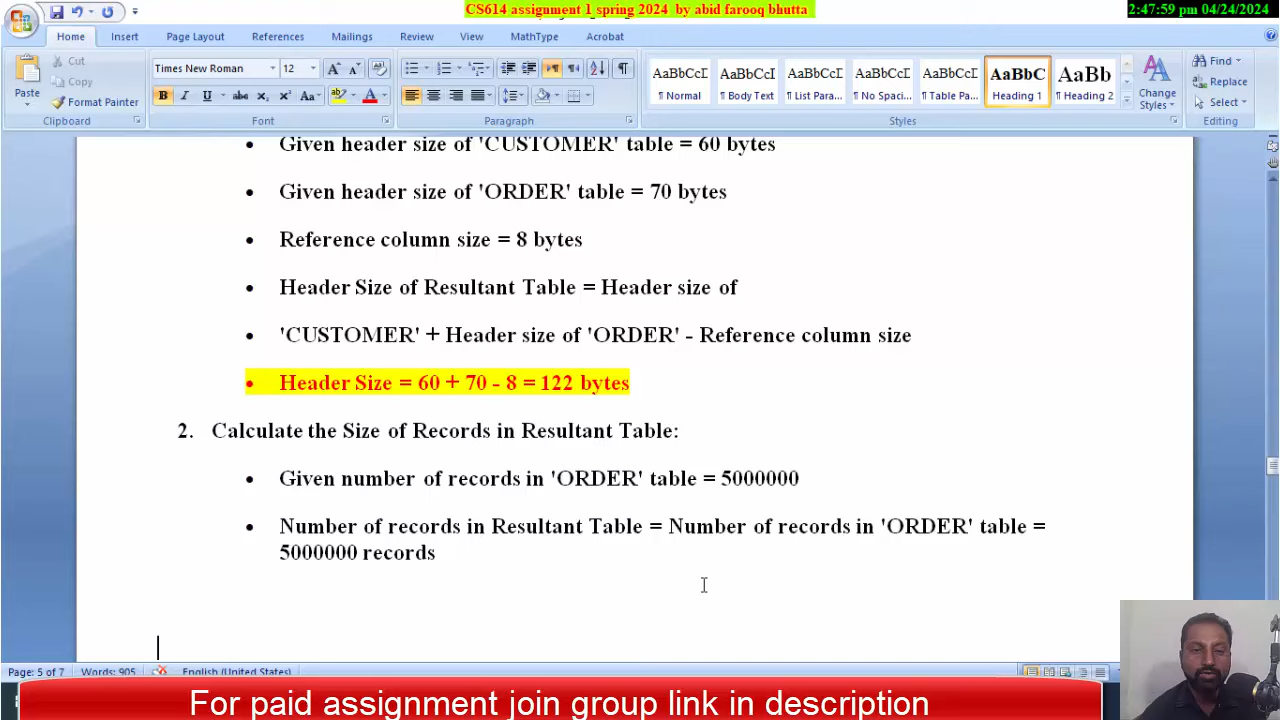 CS614 assignment 1 spring 2024 by abid farooq bhutta
2:47:59 pm 04/24/2024
Home Insert Page Layout References Mailings Review View MathType Acrobat
Paste
Cut
Copy
Format Painter
Clipboard
Times New Roman 12
Font
Paragraph
AaBbCcD AaBbCcD AaBbCcD AaBbCcD AaBbCcD AaBbC AaBb
¶ Normal ¶ Body Text ¶ List Para... ¶ No Spaci... ¶ Table Pa... Heading 1 ¶ Heading 2
Change
Styles
Styles
Find
Replace
Select
Editing
• Given header size of 'CUSTOMER' table = 60 bytes
• Given header size of 'ORDER' table = 70 bytes
• Reference column size = 8 bytes
• Header Size of Resultant Table = Header size of
• 'CUSTOMER' + Header size of 'ORDER' - Reference column size
• Header Size = 60 + 70 - 8 = 122 bytes
2. Calculate the Size of Records in Resultant Table:
• Given number of records in 'ORDER' table = 5000000
• Number of records in Resultant Table = Number of records in 'ORDER' table =
5000000 records
Page: 5 of 7 Words: 905 English (United States)
For paid assignment join group link in description